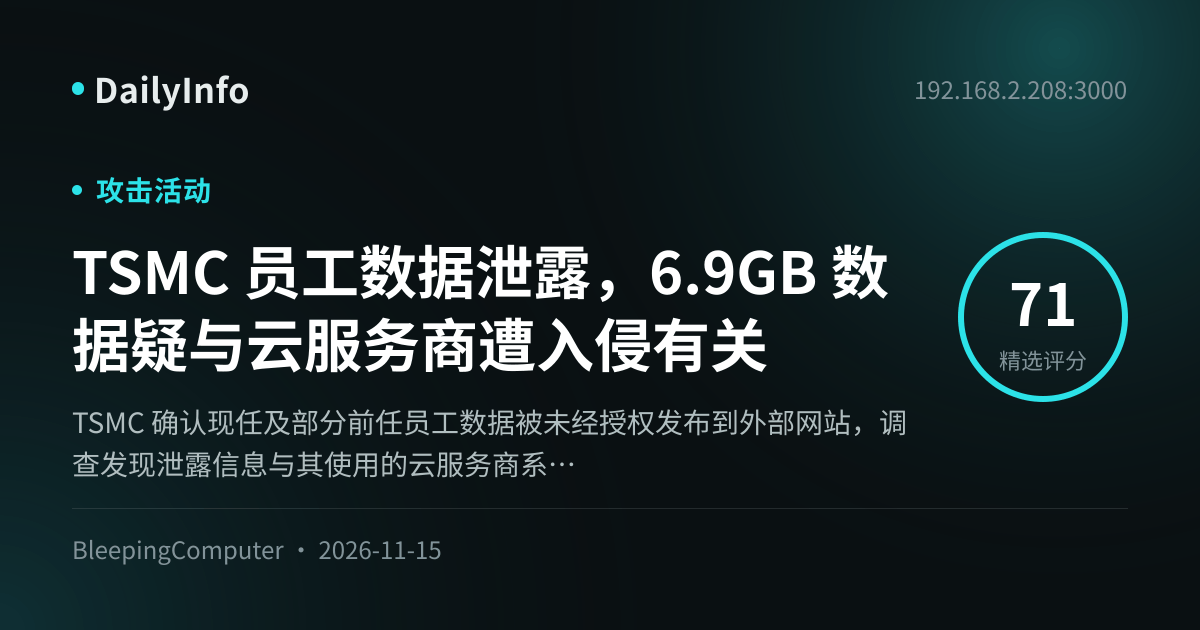 DailyInfo
192.168.2.208:3000
攻击活动
TSMC 员工数据泄露，6.9GB 数
据疑与云服务商遭入侵有关
71
精选评分
TSMC 确认现任及部分前任员工数据被未经授权发布到外部网站，调
查发现泄露信息与其使用的云服务商系…
BleepingComputer • 2026-11-15